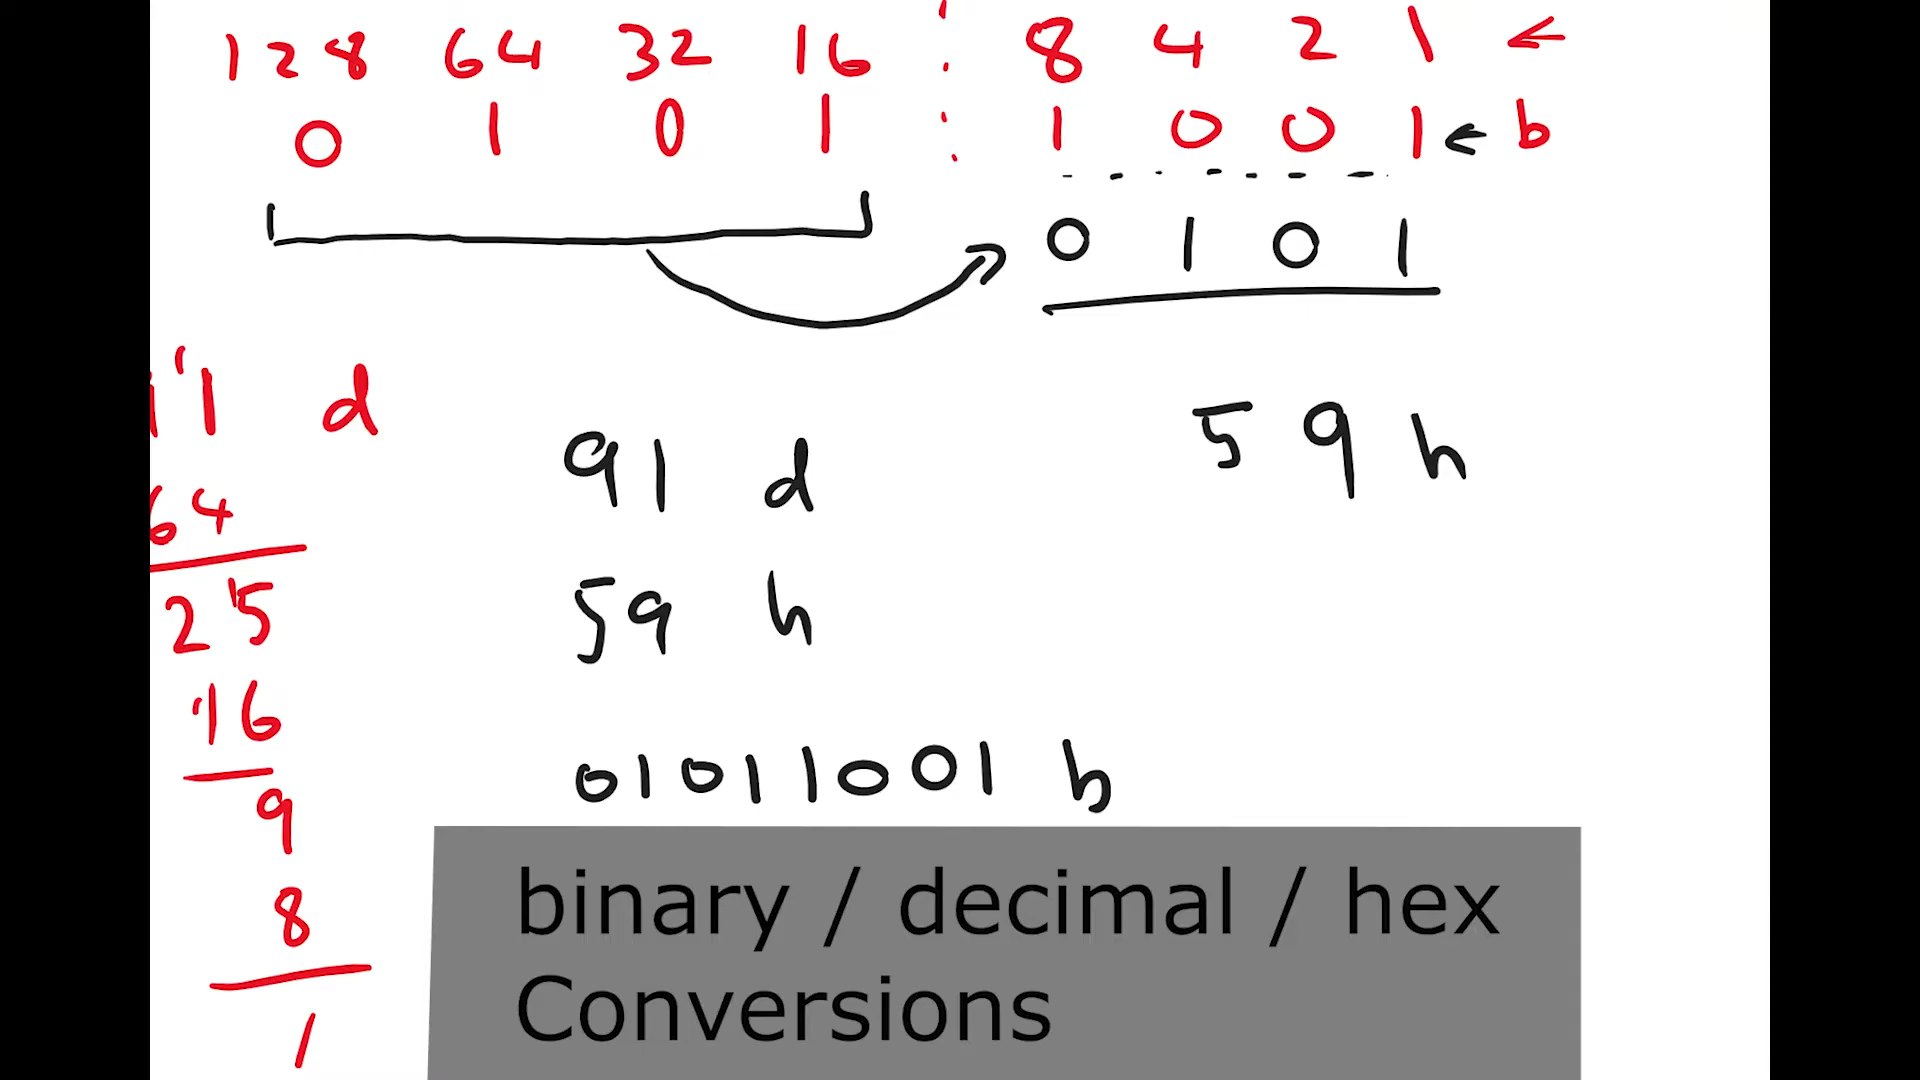 128 64 32 16 : 8 4 2 1 ←
0 1 0 1 : 1 0 0 1 ← b
0 1 0 1
1 d
91 d
59 h
64
25
59 h
16
01011001 b
9
8
1
binary / decimal / hex
Conversions